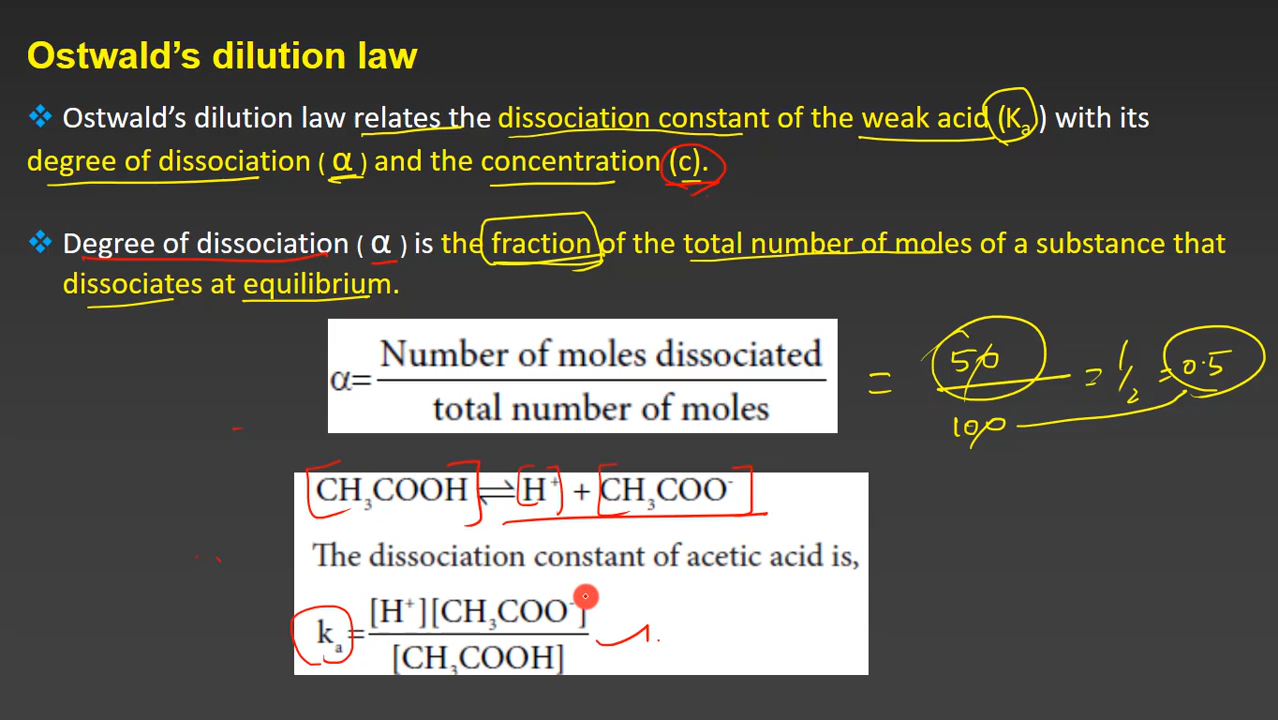 Ostwald's dilution law
❖ Ostwald's dilution law relates the dissociation constant of the weak acid (Kₐ) with its
degree of dissociation ( α ) and the concentration (c).
❖ Degree of dissociation ( α ) is the fraction of the total number of moles of a substance that
dissociates at equilibrium.
α= Number of moles dissociated
total number of moles
= 50
100
= 1/2 = 0.5
CH₃COOH ⇌ H⁺ + CH₃COO⁻
The dissociation constant of acetic acid is,
kₐ= [H⁺][CH₃COO⁻]
[CH₃COOH]